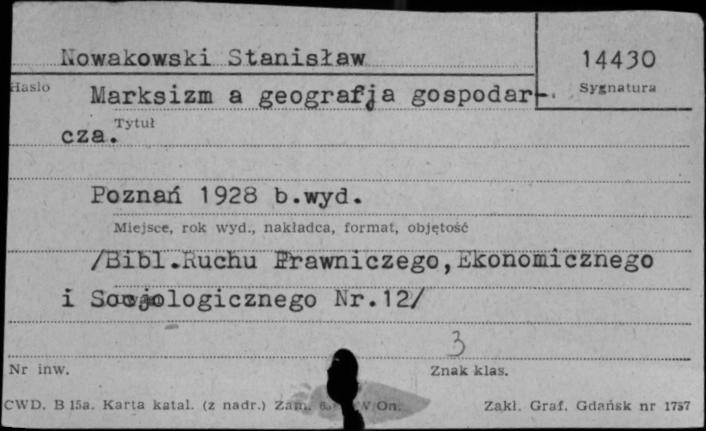 Nowakowski Stanisław
14430
Hasło
Sygnatura
Marksizm a geografja gospodar-
Tytuł
cza.
Poznań 1928 b.wyd.
Miejsce, rok wyd., nakładca, format, objętość
/Bibl.Ruchu Prawniczego,Ekonomicznego
i Socjologicznego Nr.12/
3
Nr inw.
Znak klas.
CWD. B 15a. Karta katal. (z nadr.) Zam. W On.
Zakł. Graf. Gdańsk nr 1757